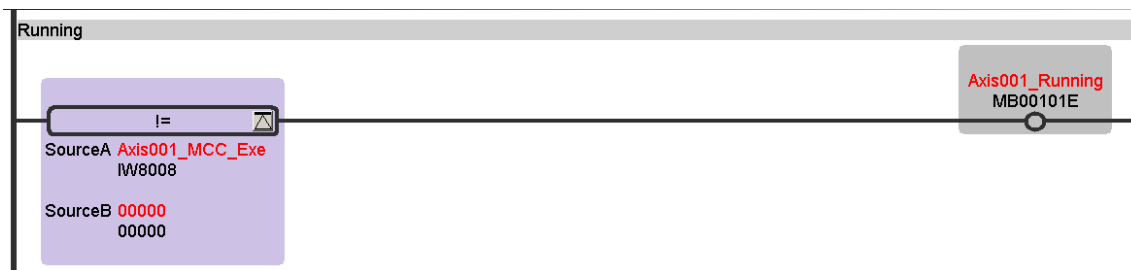 Running
Axis001_Running
MB00101E
!=
SourceA Axis001_MCC_Exe
IW8008
SourceB 00000
00000